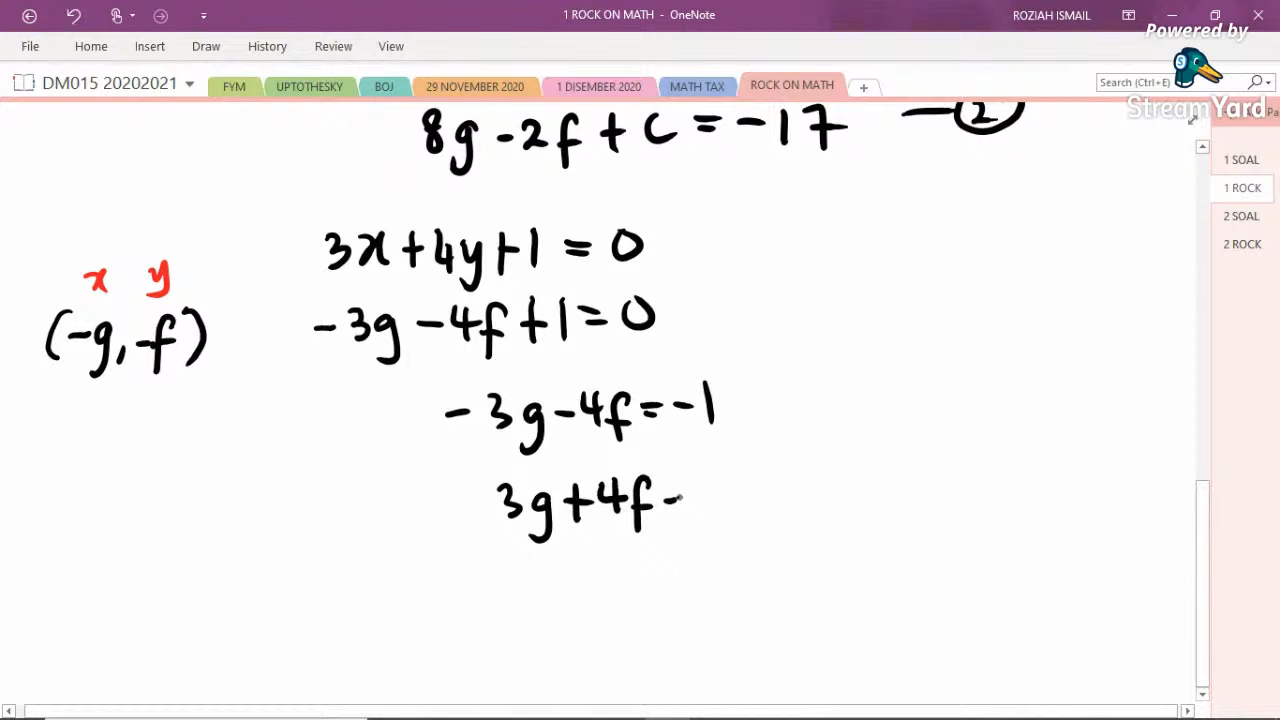 1 ROCK ON MATH - OneNote
ROZIAH ISMAIL
Powered by
File Home Insert Draw History Review View
DM015 20202021
FYM UPTOTHESKY BOJ 29 NOVEMBER 2020 1 DISEMBER 2020 MATH TAX ROCK ON MATH +
Search (Ctrl+E)
StreamYard
Pa
8g - 2f + c = -17 — 2
1 SOAL
1 ROCK
2 SOAL
2 ROCK
3x + 4y + 1 = 0
x y
(-g, -f)
-3g - 4f + 1 = 0
-3g - 4f = -1
3g + 4f -